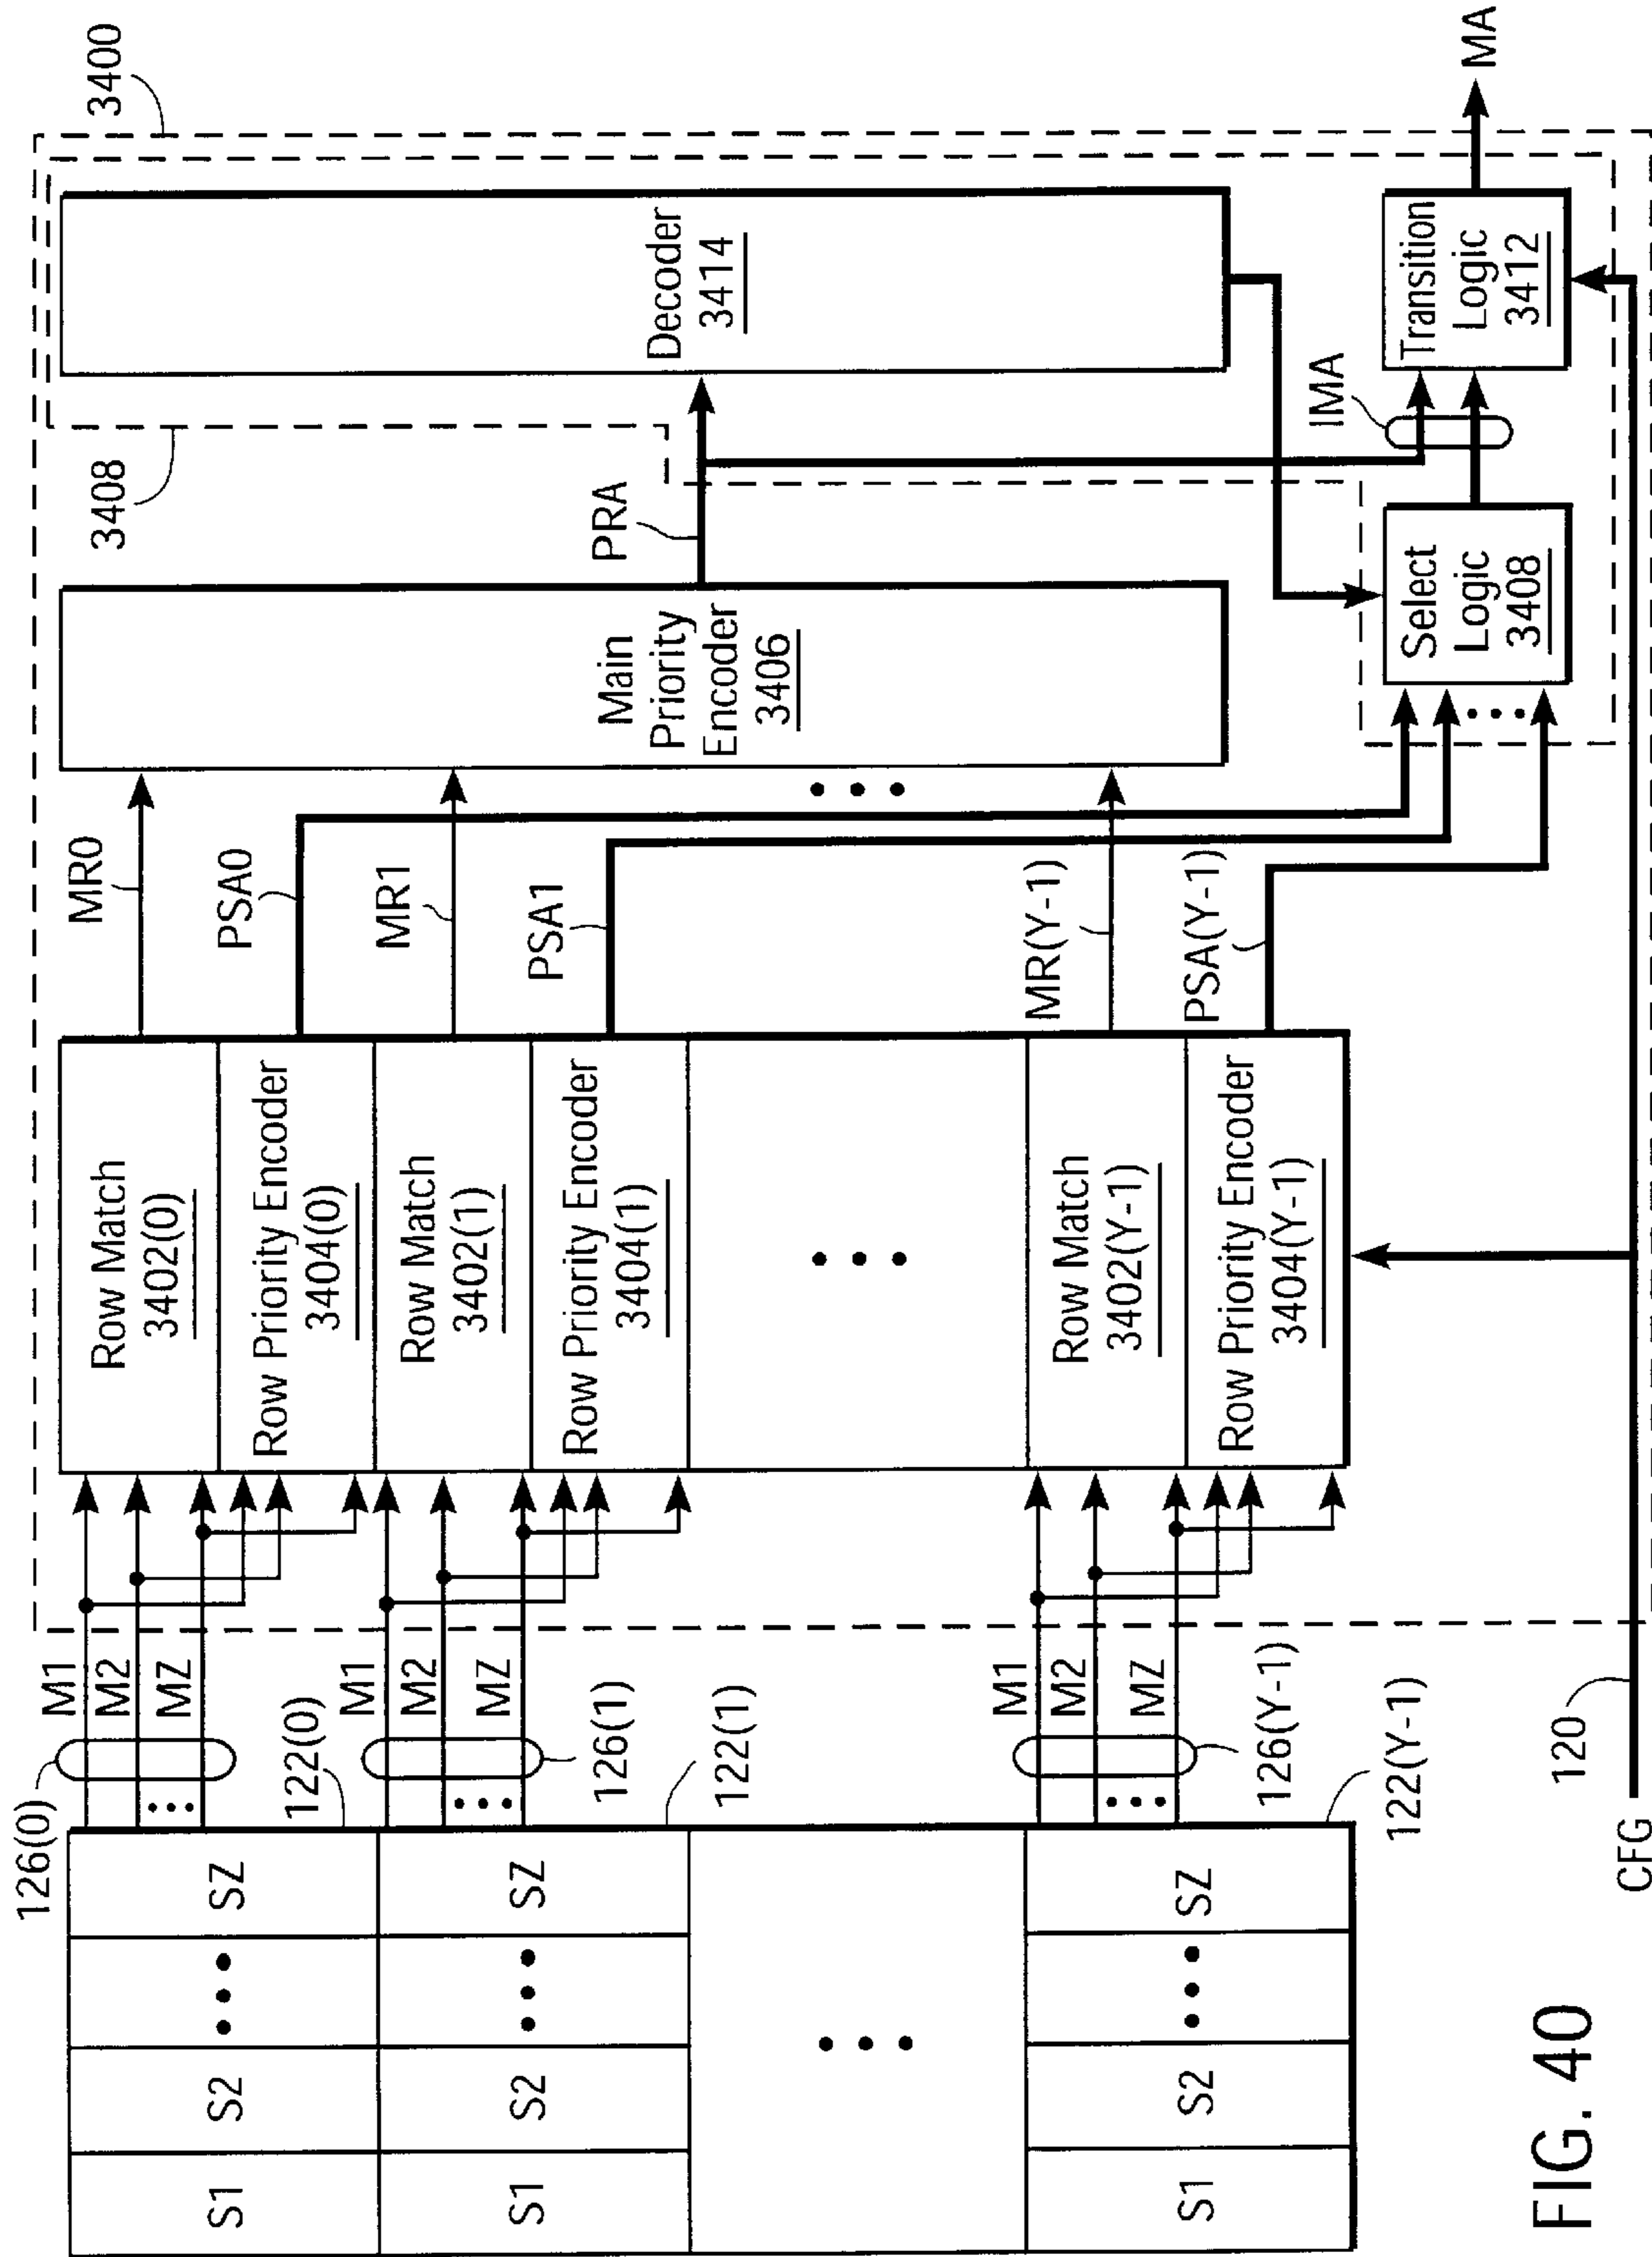 126(0)
M1
M2
MZ
122(0)
M1
M2
MZ
126(1)
122(1)
M1
M2
MZ
126(Y-1)
122(Y-1)
S1
S2
SZ
S1
S2
SZ
S1
S2
SZ
Row Match
3402(0)
Row Priority Encoder
3404(0)
Row Match
3402(1)
Row Priority Encoder
3404(1)
Row Match
3402(Y-1)
Row Priority Encoder
3404(Y-1)
MR0
PSA0
MR1
PSA1
MR(Y-1)
PSA(Y-1)
Main
Priority
Encoder
3406
PRA
3408
3400
Decoder
3414
Select
Logic
3408
IMA
Transition
Logic
3412
MA
CFG
120
FIG. 40